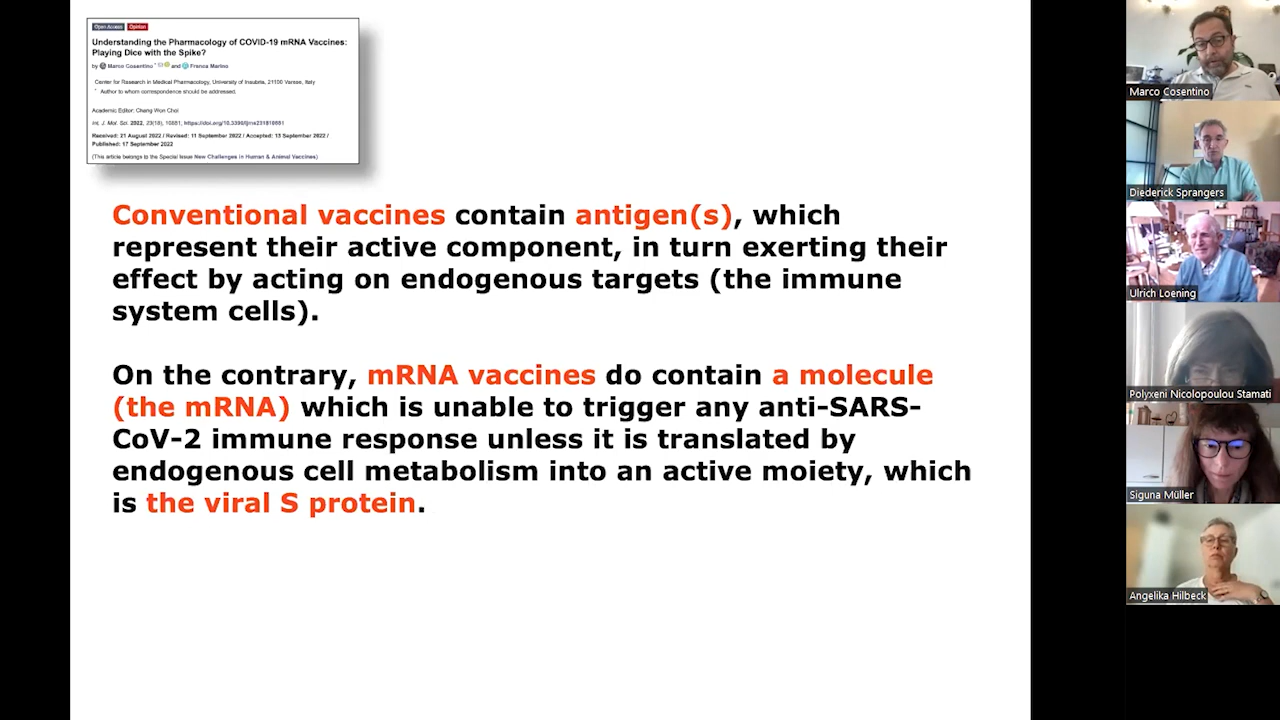 Open Access Opinion
Understanding the Pharmacology of COVID-19 mRNA Vaccines:
Playing Dice with the Spike?
by Marco Cosentino * and Franca Marino
Center for Research in Medical Pharmacology, University of Insubria, 21100 Varese, Italy
* Author to whom correspondence should be addressed.
Academic Editor: Chang Won Choi
Int. J. Mol. Sci. 2022, 23(18), 10881; https://doi.org/10.3390/ijms231810881
Received: 21 August 2022 / Revised: 11 September 2022 / Accepted: 13 September 2022 /
Published: 17 September 2022
(This article belongs to the Special Issue New Challenges in Human & Animal Vaccines)
Conventional vaccines contain antigen(s), which
represent their active component, in turn exerting their
effect by acting on endogenous targets (the immune
system cells).
On the contrary, mRNA vaccines do contain a molecule
(the mRNA) which is unable to trigger any anti-SARS-
CoV-2 immune response unless it is translated by
endogenous cell metabolism into an active moiety, which
is the viral S protein.
Marco Cosentino
Diederick Sprangers
Ulrich Loening
Polyxeni Nicolopoulou Stamati
Siguna Müller
Angelika Hilbeck